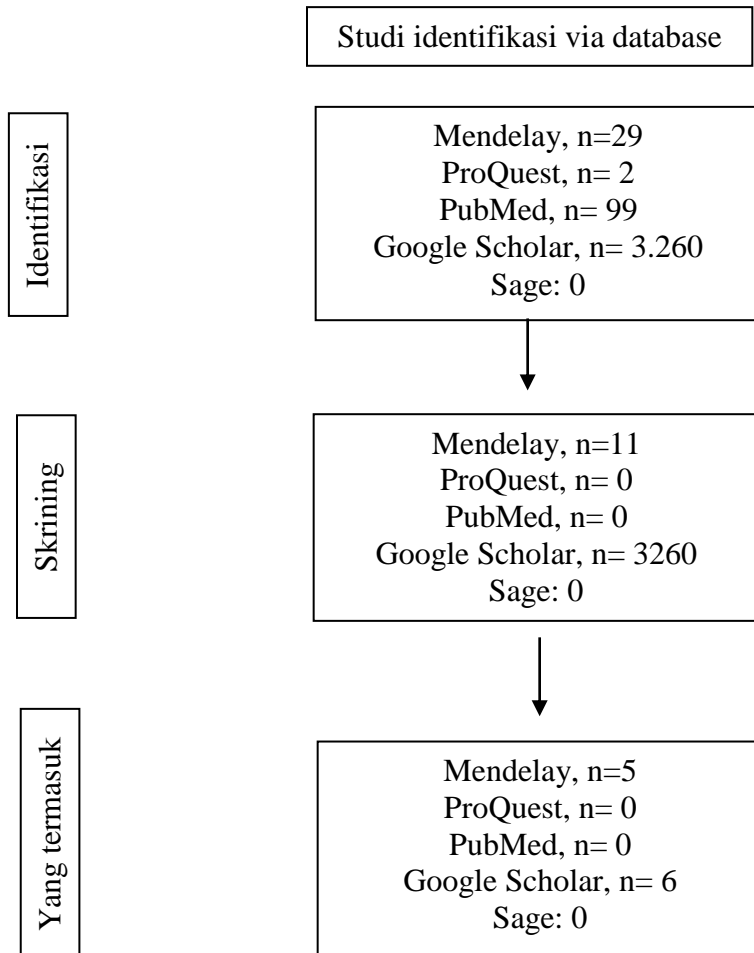 Studi identifikasi via database
Identifikasi
Mendelay, n=29
ProQuest, n= 2
PubMed, n= 99
Google Scholar, n= 3.260
Sage: 0
Skrining
Mendelay, n=11
ProQuest, n= 0
PubMed, n= 0
Google Scholar, n= 3260
Sage: 0
Yang termasuk
Mendelay, n=5
ProQuest, n= 0
PubMed, n= 0
Google Scholar, n= 6
Sage: 0